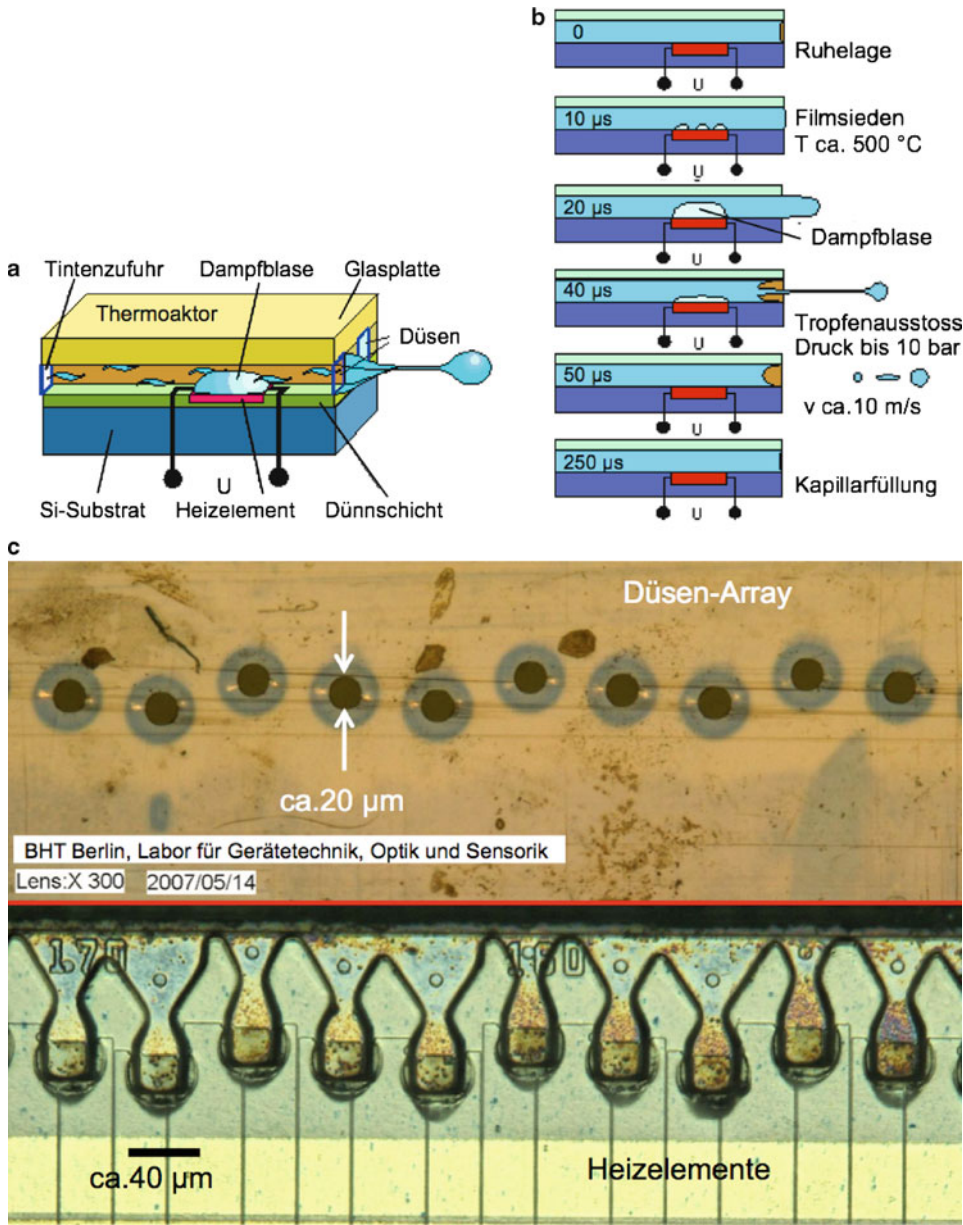 a
Tintenzufuhr Dampfblase Glasplatte
Thermoaktor
Düsen
U
Si-Substrat Heizelement Dünnschicht
b
0
Ruhelage
U
10 µs
Filmsieden
T ca. 500 °C
U
20 µs
Dampfblase
U
40 µs
Tropfenausstoss
Druck bis 10 bar
U
50 µs
v ca.10 m/s
U
250 µs
Kapillarfüllung
U
c
Düsen-Array
ca.20 µm
BHT Berlin, Labor für Gerätetechnik, Optik und Sensorik
Lens:X 300 2007/05/14
170 180
ca.40 µm
Heizelemente